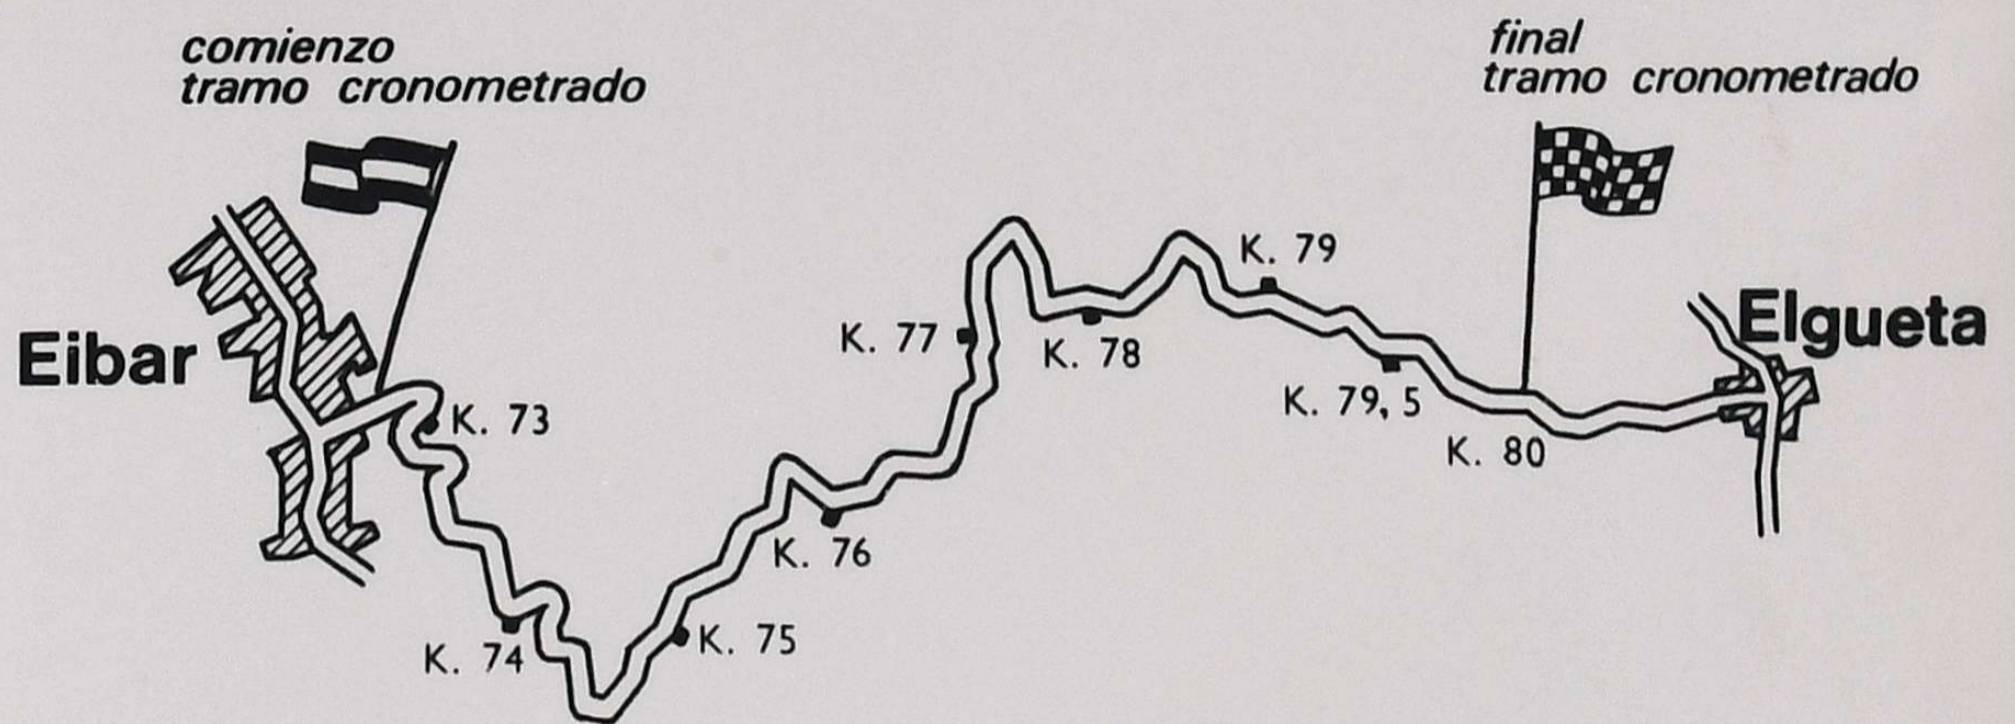 comienzo
tramo cronometrado
final
tramo cronometrado
Eibar
Elgueta
K. 73
K. 74
K. 75
K. 76
K. 77
K. 78
K. 79
K. 79,5
K. 80